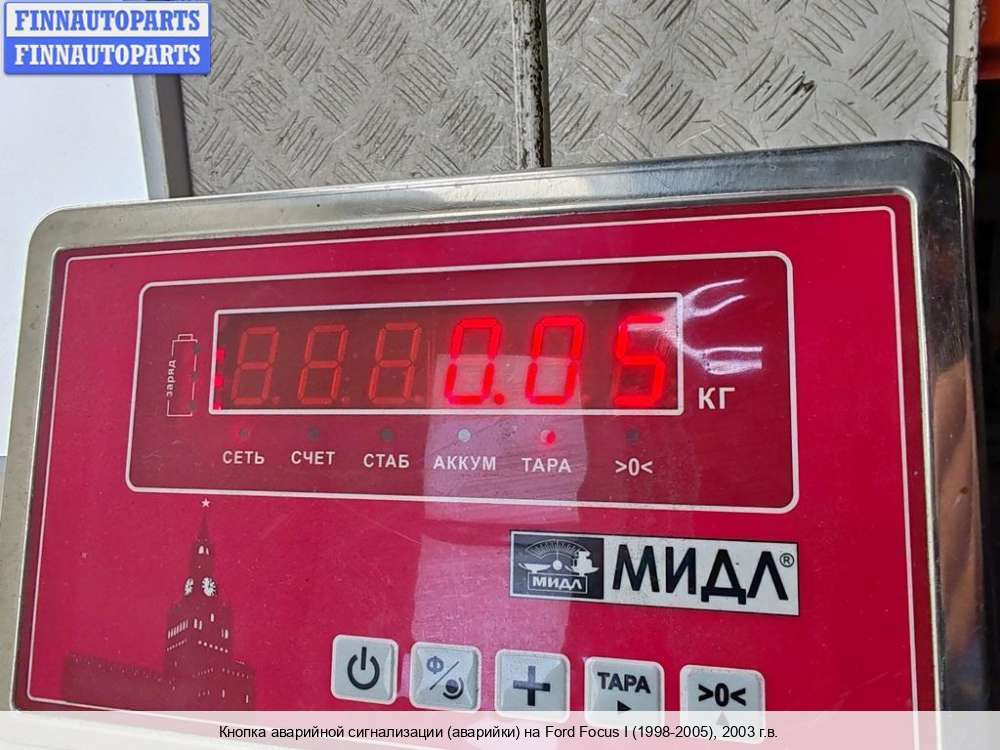 FINNAUTOPARTS
FINNAUTOPARTS
заряд
0.05
КГ
СЕТЬ СЧЕТ СТАБ АККУМ ТАРА >0<
МИДЛ МИДЛ®
Ф
+
ТАРА
>0<
Кнопка аварийной сигнализации (аварийки) на Ford Focus I (1998-2005), 2003 г.в.